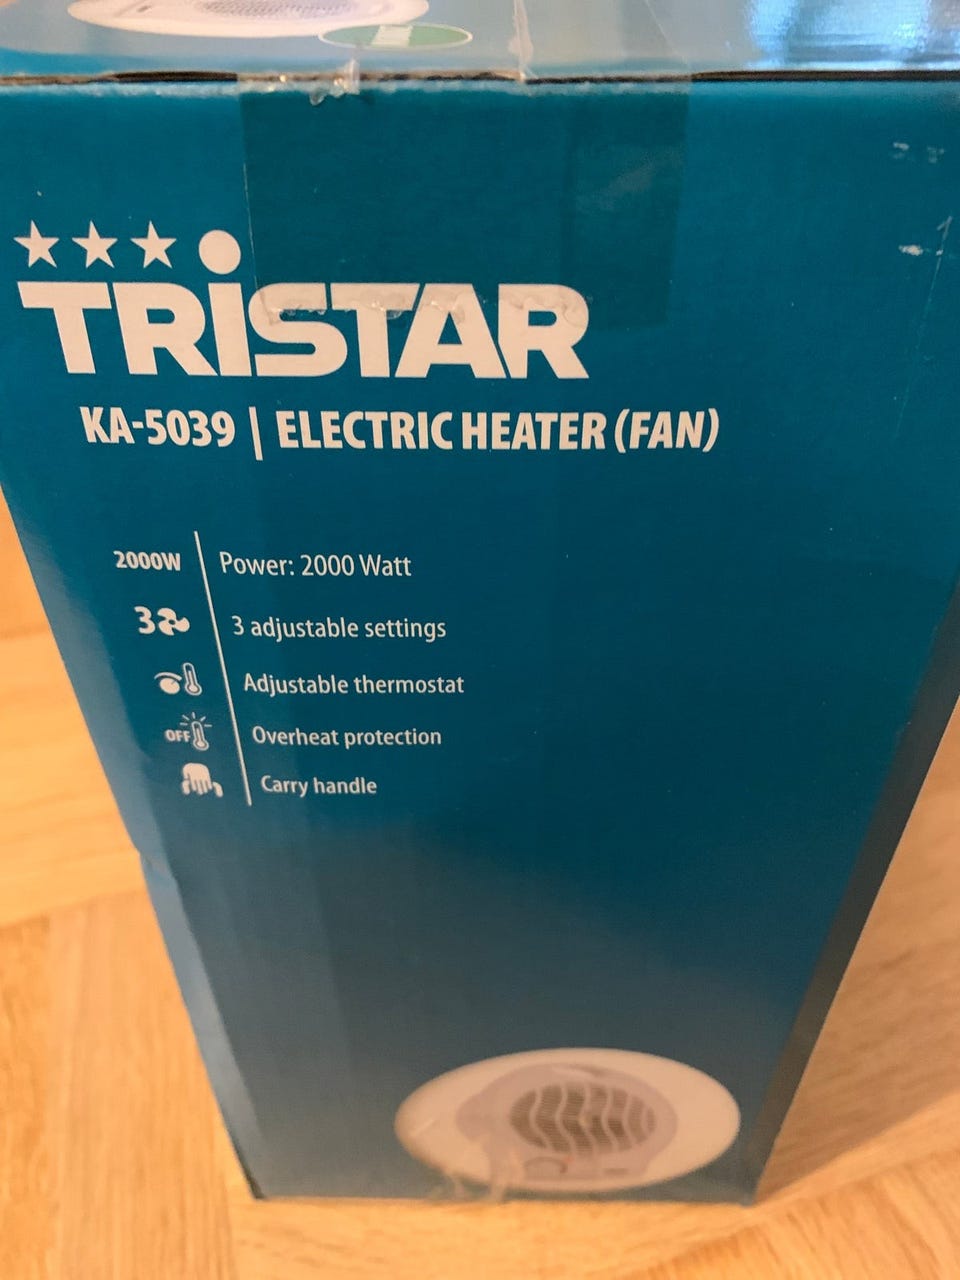 TRiSTAR
KA-5039 | ELECTRIC HEATER (FAN)
2000W Power: 2000 Watt
3 3 adjustable settings
Adjustable thermostat
OFF Overheat protection
Carry handle